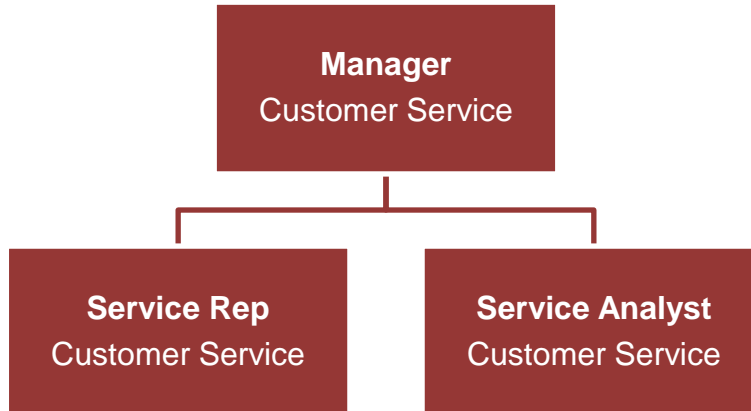 Manager
Customer Service
Service Rep
Customer Service
Service Analyst
Customer Service